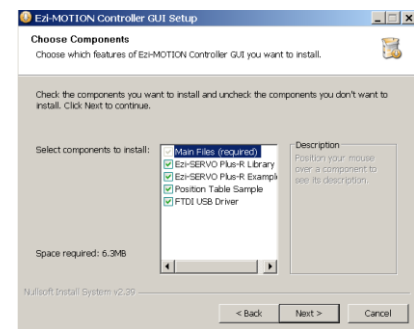 Ezi-MOTION Controller GUI Setup
Choose Components
Choose which features of Ezi-MOTION Controller GUI you want to install.
Check the components you want to install and uncheck the components you don't want to
install. Click Next to continue.
Select components to install:
Main Files (required)
Ezi-SERVO Plus-R Library
Ezi-SERVO Plus-R Exampl
Position Table Sample
FTDI USB Driver
Description
Position your mouse
over a component to
see its description.
Space required: 6.3MB
Nullsoft Install System v2.29
< Back
Next >
Cancel